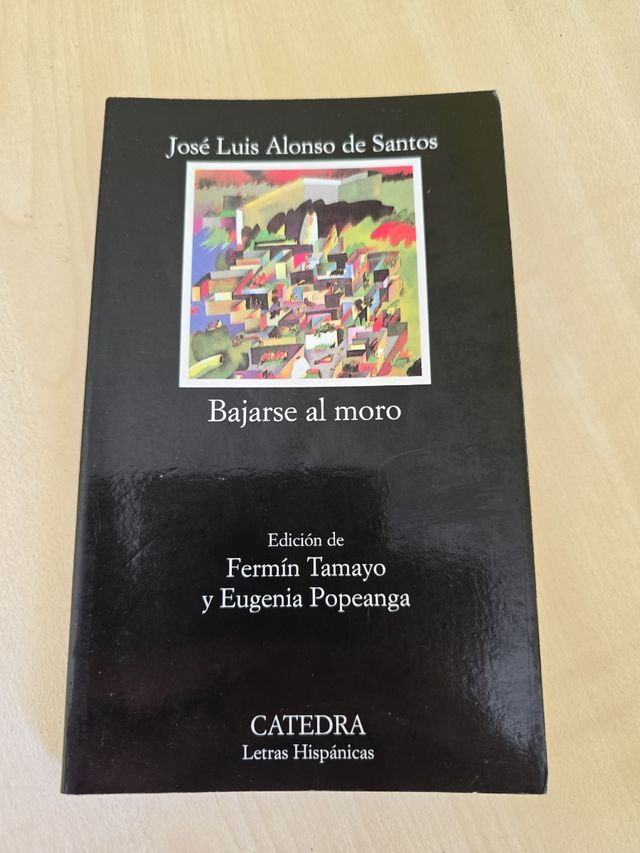 José Luis Alonso de Santos
Bajarse al moro
Edición de
Fermín Tamayo
y Eugenia Popeanga
CATEDRA
Letras Hispánicas